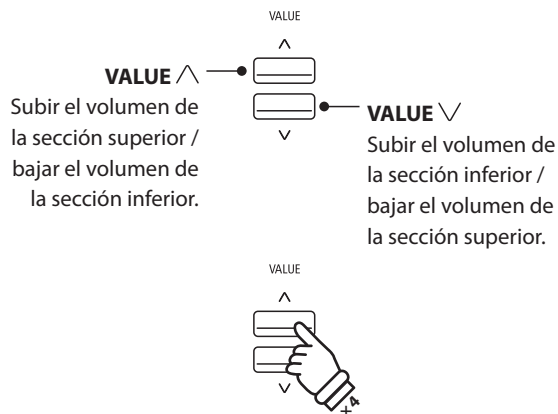 VALUE
VALUE ∧
Subir el volumen de
la sección superior /
bajar el volumen de
la sección inferior.
VALUE ∨
Subir el volumen de
la sección inferior /
bajar el volumen de
la sección superior.
VALUE
×4